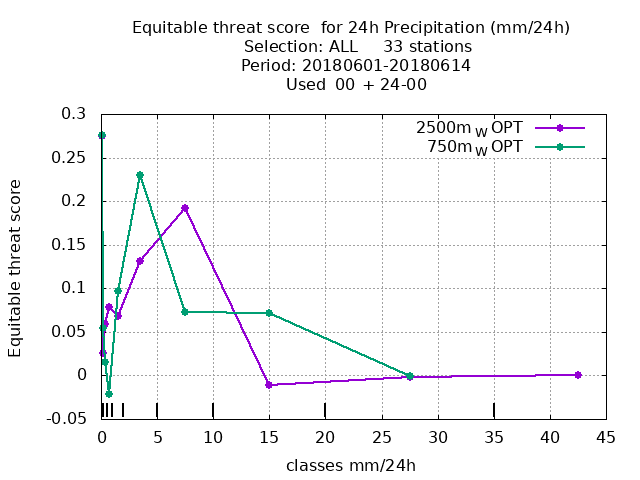 Equitable threat score  for 24h Precipitation (mm/24h)
Selection: ALL     33 stations
Period: 20180601-20180614
Used  00 + 24-00
2500m W OPT
750m W OPT
0.3
0.25
0.2
0.15
0.1
0.05
0
-0.05
Equitable threat score
0 5 10 15 20 25 30 35 40 45
classes mm/24h